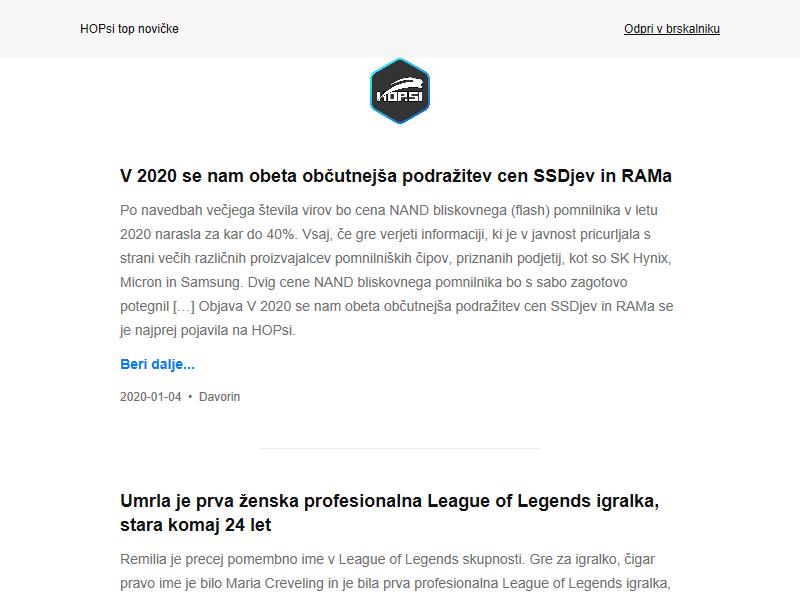 HOPsi top novičke
Odpri v brskalniku
HOPSI
V 2020 se nam obeta občutnejša podražitev cen SSDjev in RAMa
Po navedbah večjega števila virov bo cena NAND bliskovnega (flash) pomnilnika v letu
2020 narasla za kar do 40%. Vsaj, če gre verjeti informaciji, ki je v javnost pricurljala s
strani večih različnih proizvajalcev pomnilniških čipov, priznanih podjetij, kot so SK Hynix,
Micron in Samsung. Dvig cene NAND bliskovnega pomnilnika bo s sabo zagotovo
potegnil […] Objava V 2020 se nam obeta občutnejša podražitev cen SSDjev in RAMa se
je najprej pojavila na HOPsi.
Beri dalje...
2020-01-04 • Davorin
Umrla je prva ženska profesionalna League of Legends igralka,
stara komaj 24 let
Remilia je precej pomembno ime v League of Legends skupnosti. Gre za igralko, čigar
pravo ime je bilo Maria Creveling in je bila prva profesionalna League of Legends igralka,